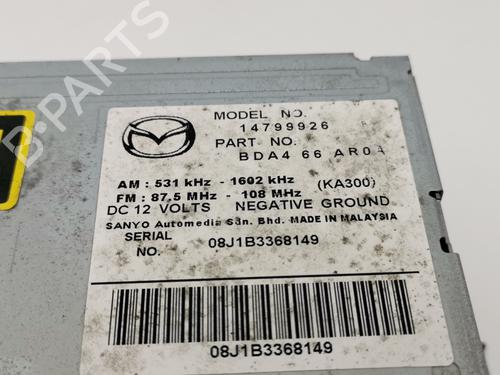 MODEL NO.
14799926
PART NO.
BDA4 66 AR0A
AM : 531 kHz - 1602 kHz (KA300)
FM : 87.5 MHz - 108 MHz
DC 12 VOLTS NEGATIVE GROUND
SANYO Automedia Sdn. Bhd. MADE IN MALAYSIA
SERIAL
NO.
08J1B3368149
08J1B3368149
B-PARTS